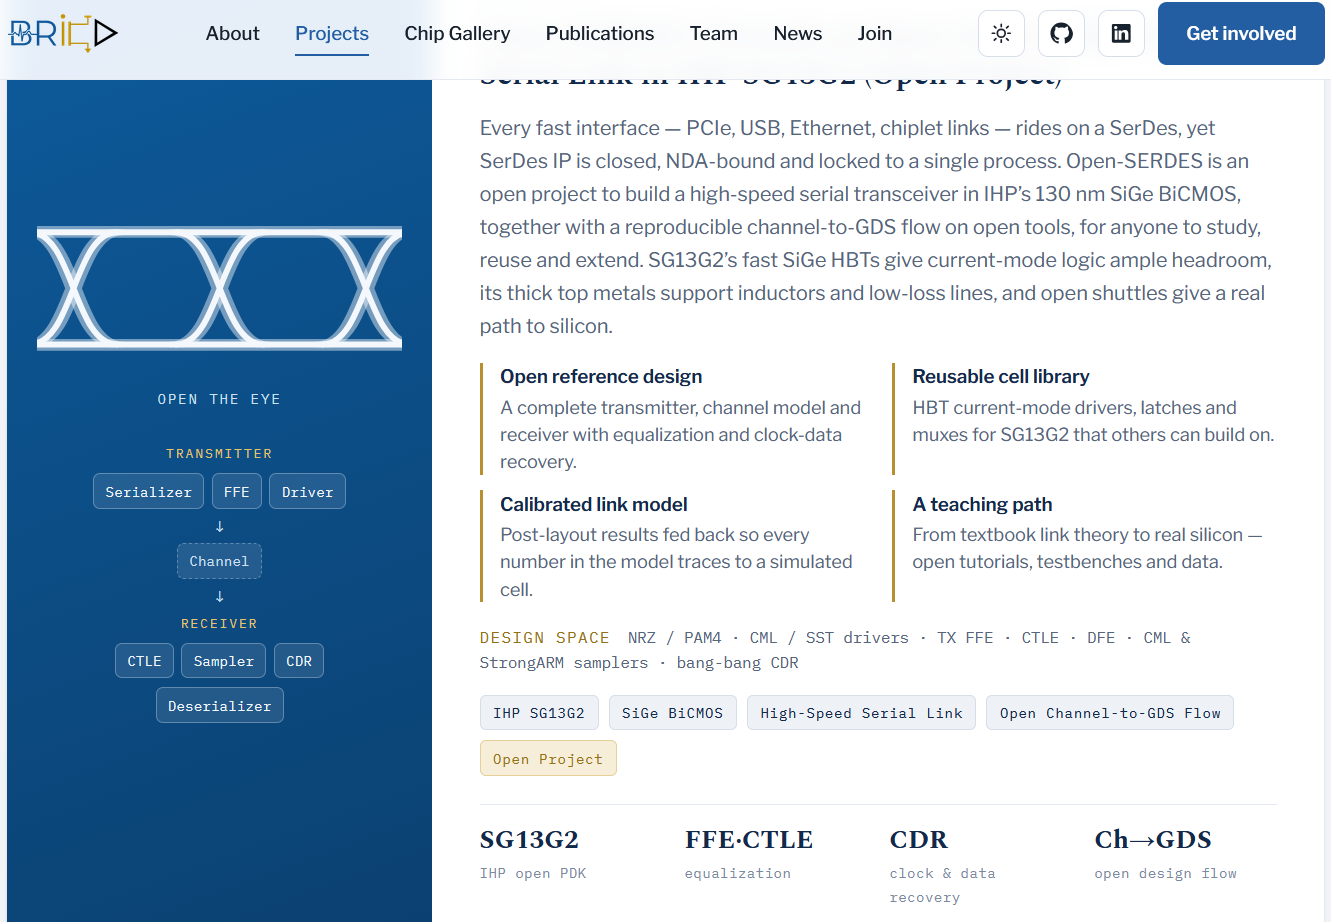 BRICD
About
Projects
Chip Gallery
Publications
Team
News
Join
Get involved
Serial Link in IHP SG13G2 (Open Project)
Every fast interface — PCIe, USB, Ethernet, chiplet links — rides on a SerDes, yet
SerDes IP is closed, NDA-bound and locked to a single process. Open-SERDES is an
open project to build a high-speed serial transceiver in IHP’s 130 nm SiGe BiCMOS,
together with a reproducible channel-to-GDS flow on open tools, for anyone to study,
reuse and extend. SG13G2’s fast SiGe HBTs give current-mode logic ample headroom,
its thick top metals support inductors and low-loss lines, and open shuttles give a real
path to silicon.
OPEN THE EYE
TRANSMITTER
Serializer
FFE
Driver
↓
Channel
↓
RECEIVER
CTLE
Sampler
CDR
Deserializer
Open reference design
A complete transmitter, channel model and
receiver with equalization and clock-data
recovery.
Reusable cell library
HBT current-mode drivers, latches and
muxes for SG13G2 that others can build on.
Calibrated link model
Post-layout results fed back so every
number in the model traces to a simulated
cell.
A teaching path
From textbook link theory to real silicon —
open tutorials, testbenches and data.
DESIGN SPACE NRZ / PAM4 · CML / SST drivers · TX FFE · CTLE · DFE · CML &
StrongARM samplers · bang-bang CDR
IHP SG13G2
SiGe BiCMOS
High-Speed Serial Link
Open Channel-to-GDS Flow
Open Project
SG13G2
IHP open PDK
FFE·CTLE
equalization
CDR
clock & data
recovery
Ch→GDS
open design flow